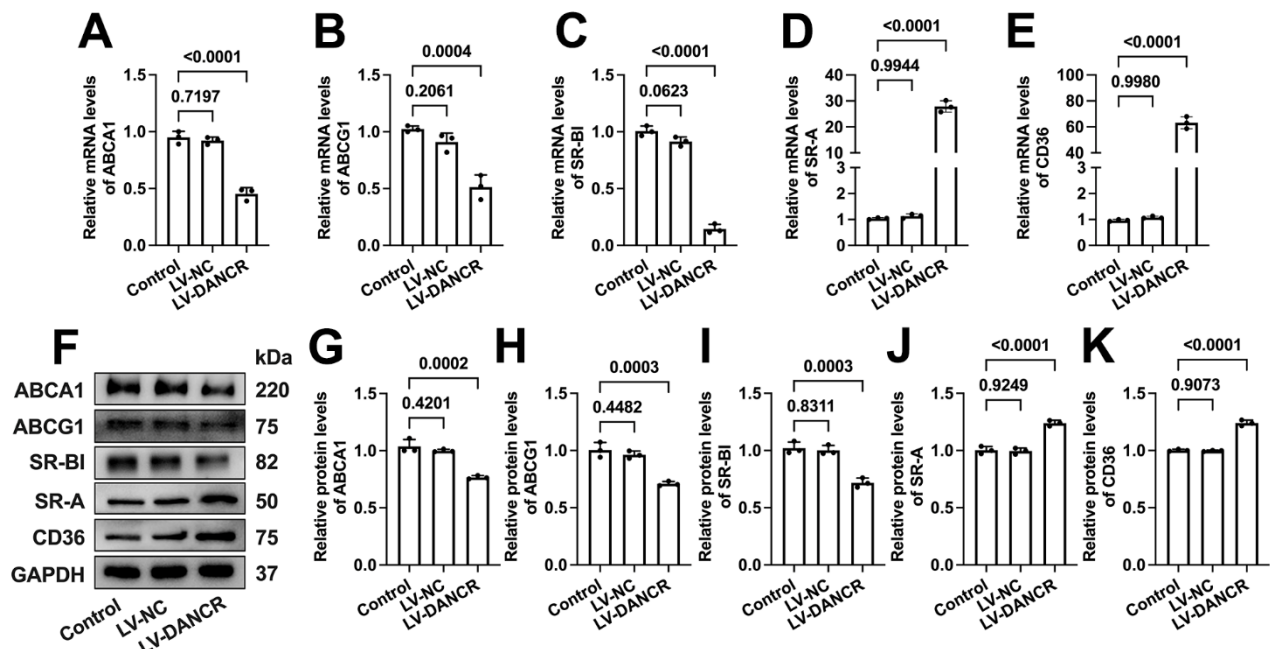 A
<0.0001
0.7197
Relative mRNA levels
of ABCA1
1.5
1.0
0.5
0.0
Control
LV-NC
LV-DANCR
B
0.0004
0.2061
Relative mRNA levels
of ABCG1
1.5
1.0
0.5
0.0
Control
LV-NC
LV-DANCR
C
<0.0001
0.0623
Relative mRNA levels
of SR-BI
1.5
1.0
0.5
0.0
Control
LV-NC
LV-DANCR
D
<0.0001
0.9944
Relative mRNA levels
of SR-A
40
30
20
10
3
2
1
0
Control
LV-NC
LV-DANCR
E
<0.0001
0.9980
Relative mRNA levels
of CD36
100
80
60
40
4
3
2
1
0
Control
LV-NC
LV-DANCR
F
kDa
ABCA1 220
ABCG1 75
SR-BI 82
SR-A 50
CD36 75
GAPDH 37
Control
LV-NC
LV-DANCR
G
0.0002
0.4201
Relative protein levels
of ABCA1
1.5
1.0
0.5
0.0
Control
LV-NC
LV-DANCR
H
0.0003
0.4482
Relative protein levels
of ABCG1
1.5
1.0
0.5
0.0
Control
LV-NC
LV-DANCR
I
0.0003
0.8311
Relative protein levels
of SR-BI
1.5
1.0
0.5
0.0
Control
LV-NC
LV-DANCR
J
<0.0001
0.9249
Relative protein levels
of SR-A
1.5
1.0
0.5
0.0
Control
LV-NC
LV-DANCR
K
<0.0001
0.9073
Relative protein levels
of CD36
1.5
1.0
0.5
0.0
Control
LV-NC
LV-DANCR